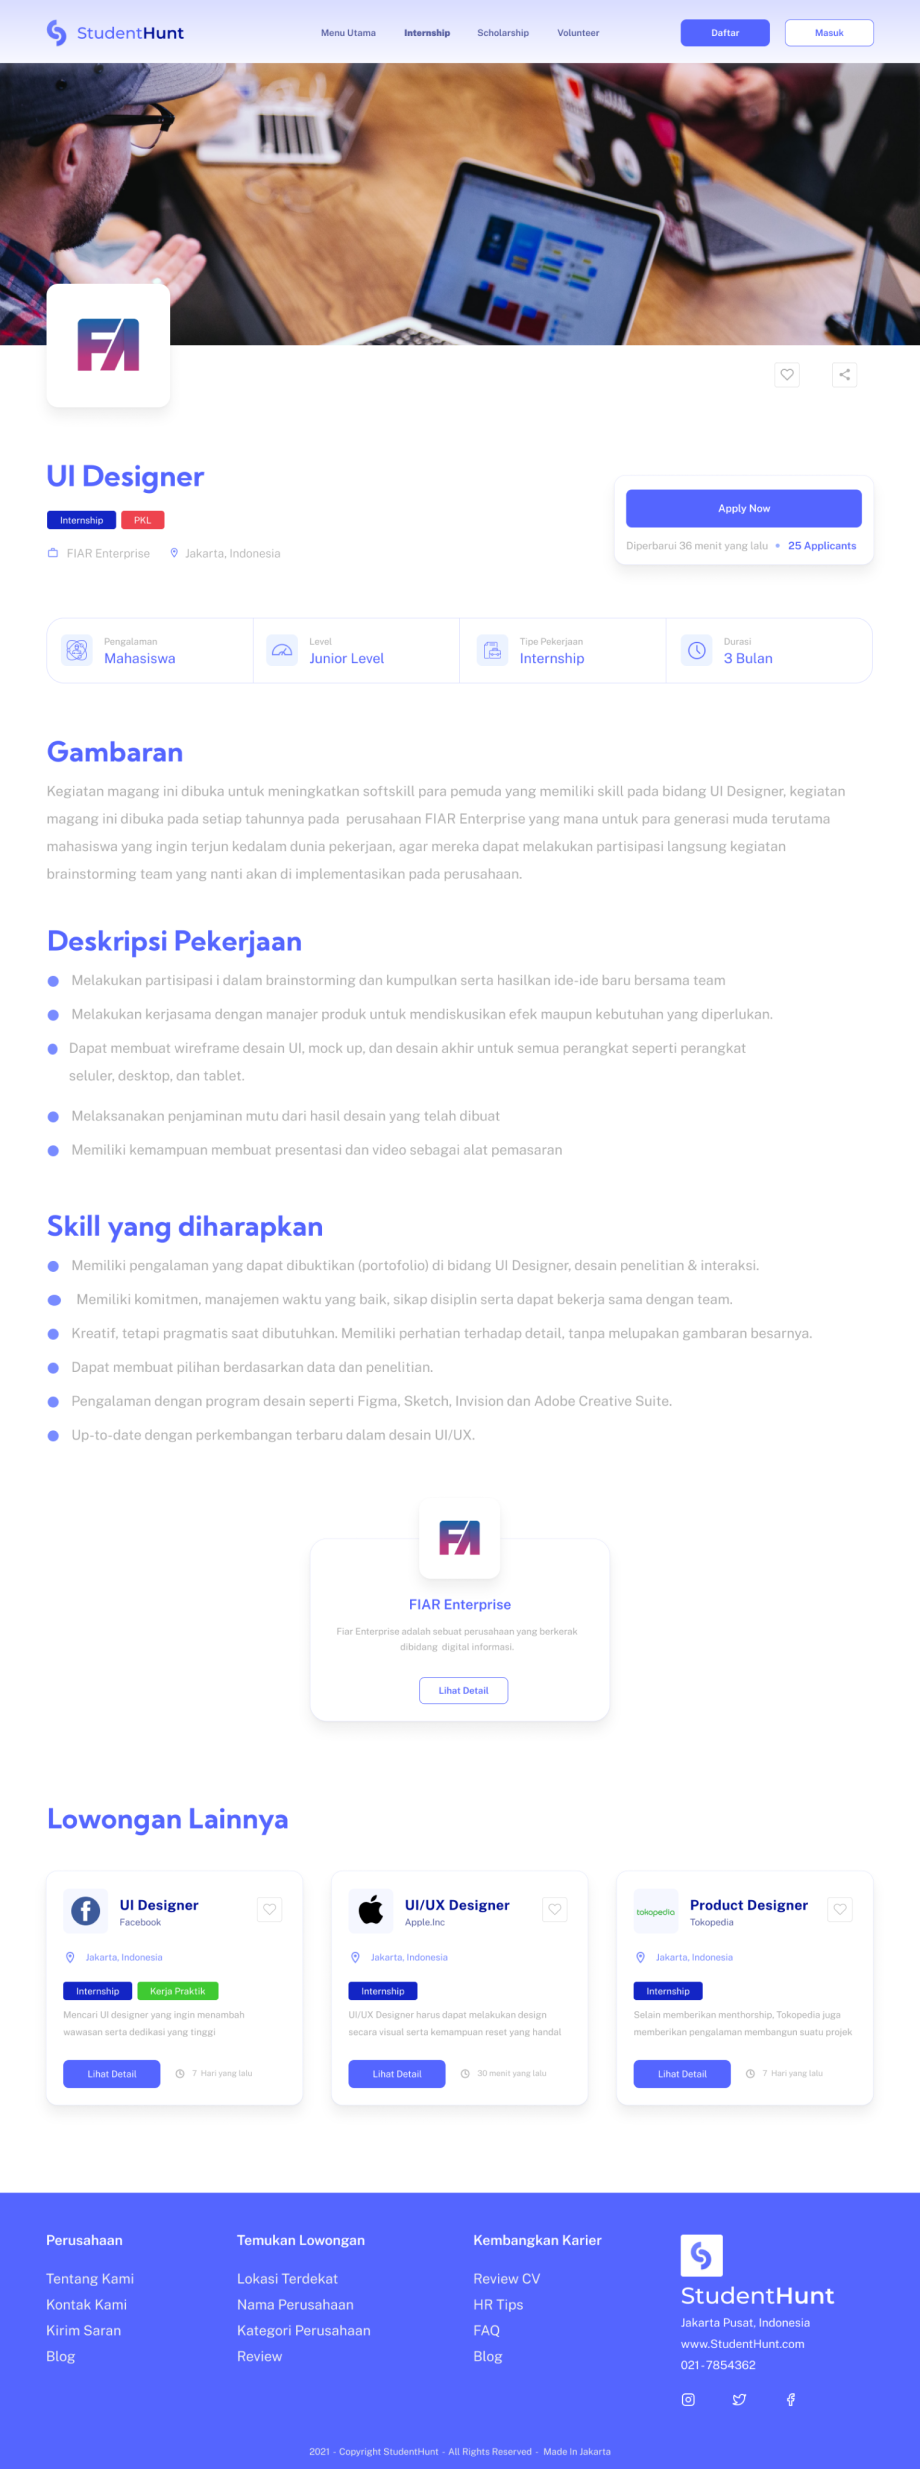 StudentHunt
Menu Utama Internship Scholarship Volunteer Daftar Masuk
FA
UI Designer
Internship PKL
FIAR Enterprise Jakarta, Indonesia
Apply Now
Diperbarui 36 menit yang lalu 25 Applicants
Pengalaman
Mahasiswa
Level
Junior Level
Tipe Pekerjaan
Internship
Durasi
3 Bulan
Gambaran
Kegiatan magang ini dibuka untuk meningkatkan softskill para pemuda yang memiliki skill pada bidang UI Designer, kegiatan
magang ini dibuka pada setiap tahunnya pada perusahaan FIAR Enterprise yang mana untuk para generasi muda terutama
mahasiswa yang ingin terjun kedalam dunia pekerjaan, agar mereka dapat melakukan partisipasi langsung kegiatan
brainstorming team yang nanti akan di implementasikan pada perusahaan.
Deskripsi Pekerjaan
Melakukan partisipasi i dalam brainstorming dan kumpulkan serta hasilkan ide-ide baru bersama team
Melakukan kerjasama dengan manajer produk untuk mendiskusikan efek maupun kebutuhan yang diperlukan.
Dapat membuat wireframe desain UI, mock up, dan desain akhir untuk semua perangkat seperti perangkat
seluler, desktop, dan tablet.
Melaksanakan penjaminan mutu dari hasil desain yang telah dibuat
Memiliki kemampuan membuat presentasi dan video sebagai alat pemasaran
Skill yang diharapkan
Memiliki pengalaman yang dapat dibuktikan (portofolio) di bidang UI Designer, desain penelitian & interaksi.
Memiliki komitmen, manajemen waktu yang baik, sikap disiplin serta dapat bekerja sama dengan team.
Kreatif, tetapi pragmatis saat dibutuhkan. Memiliki perhatian terhadap detail, tanpa melupakan gambaran besarnya.
Dapat membuat pilihan berdasarkan data dan penelitian.
Pengalaman dengan program desain seperti Figma, Sketch, Invision dan Adobe Creative Suite.
Up-to-date dengan perkembangan terbaru dalam desain UI/UX.
FA
FIAR Enterprise
Fiar Enterprise adalah sebuat perusahaan yang berkerak
dibidang digital informasi.
Lihat Detail
Lowongan Lainnya
UI Designer
Facebook
Jakarta, Indonesia
Internship Kerja Praktik
Mencari UI designer yang ingin menambah
wawasan serta dedikasi yang tinggi
Lihat Detail 7 Hari yang lalu
UI/UX Designer
Apple.Inc
Jakarta, Indonesia
Internship
UI/UX Designer harus dapat melakukan design
secara visual serta kemampuan reset yang handal
Lihat Detail 30 menit yang lalu
tokopedia
Product Designer
Tokopedia
Jakarta, Indonesia
Internship
Selain memberikan menthorship, Tokopedia juga
memberikan pengalaman membangun suatu projek
Lihat Detail 7 Hari yang lalu
Perusahaan
Tentang Kami
Kontak Kami
Kirim Saran
Blog
Temukan Lowongan
Lokasi Terdekat
Nama Perusahaan
Kategori Perusahaan
Review
Kembangkan Karier
Review CV
HR Tips
FAQ
Blog
StudentHunt
Jakarta Pusat, Indonesia
www.StudentHunt.com
021-7854362
2021 - Copyright StudentHunt - All Rights Reserved - Made In Jakarta